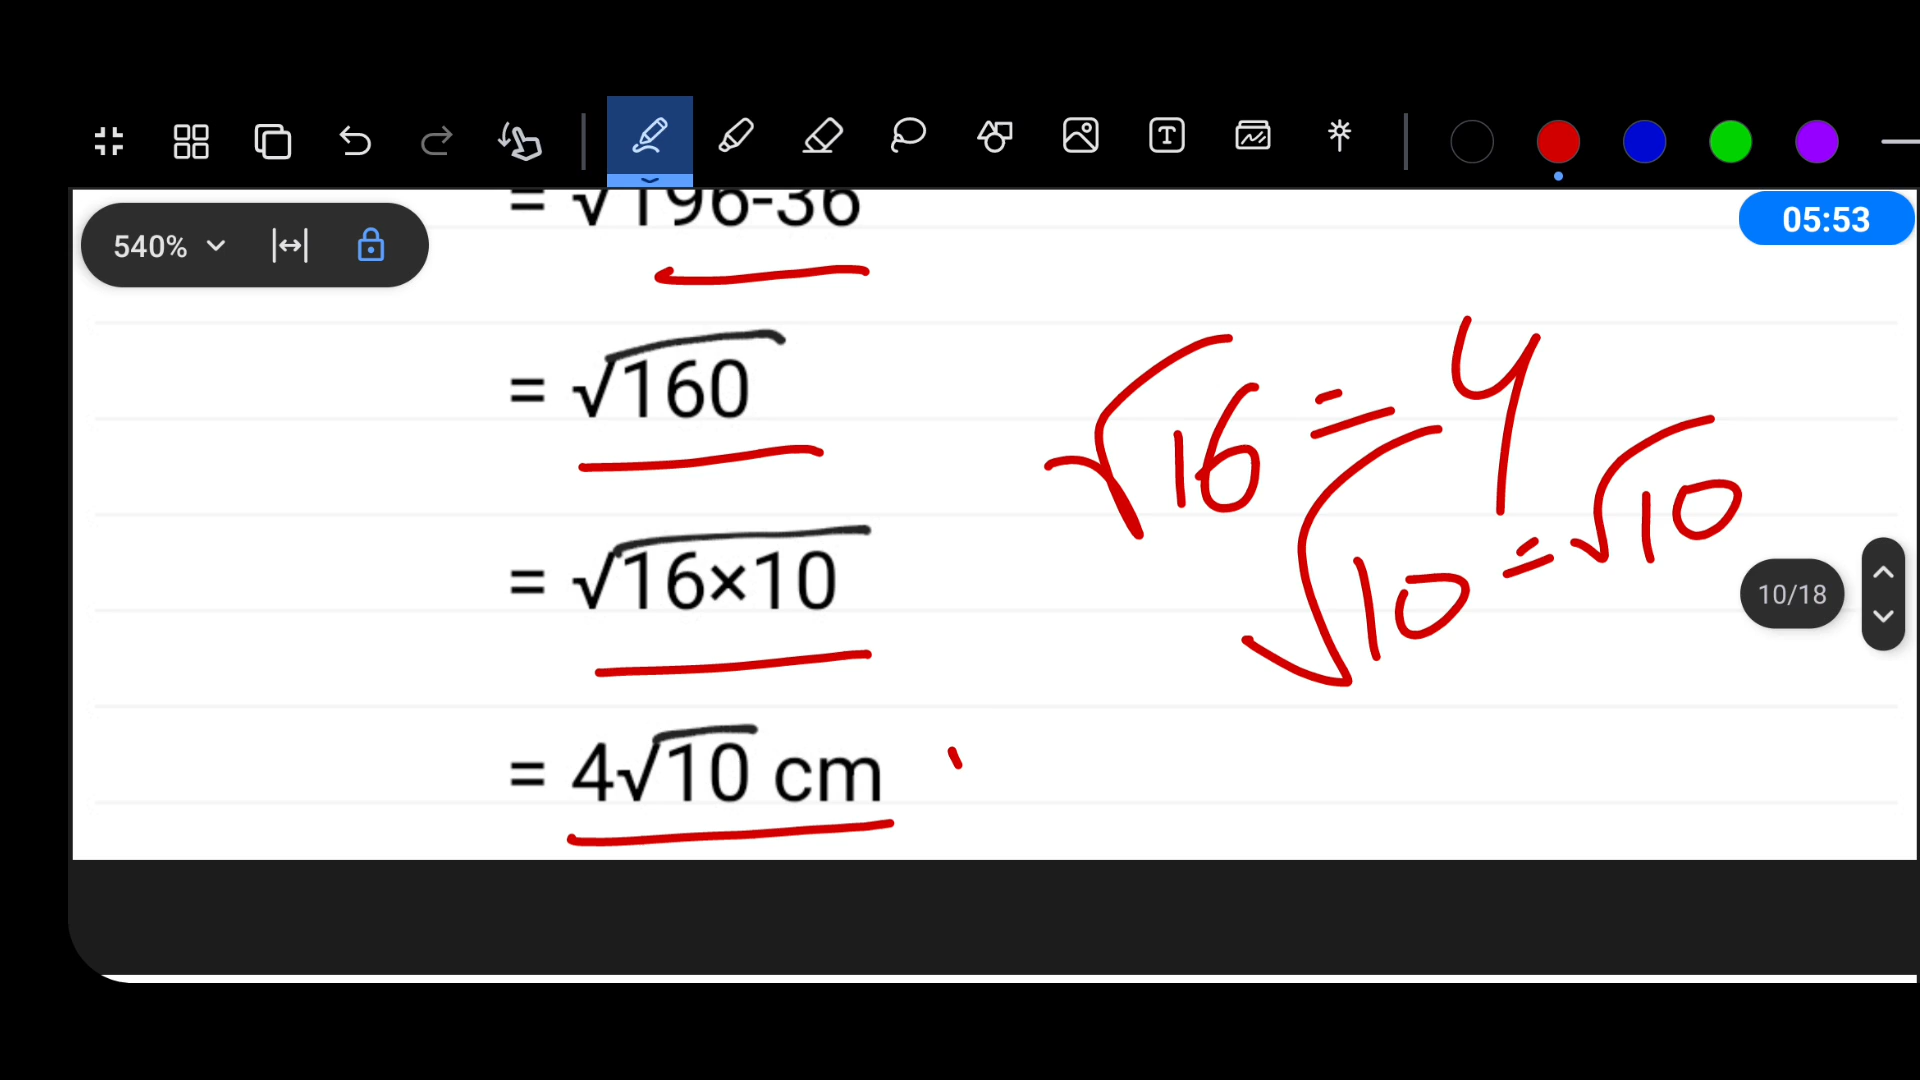 = √196-36
540%
05:53
= √160
√16 = 4
= √16×10
√10 = √10
10/18
= 4√10 cm